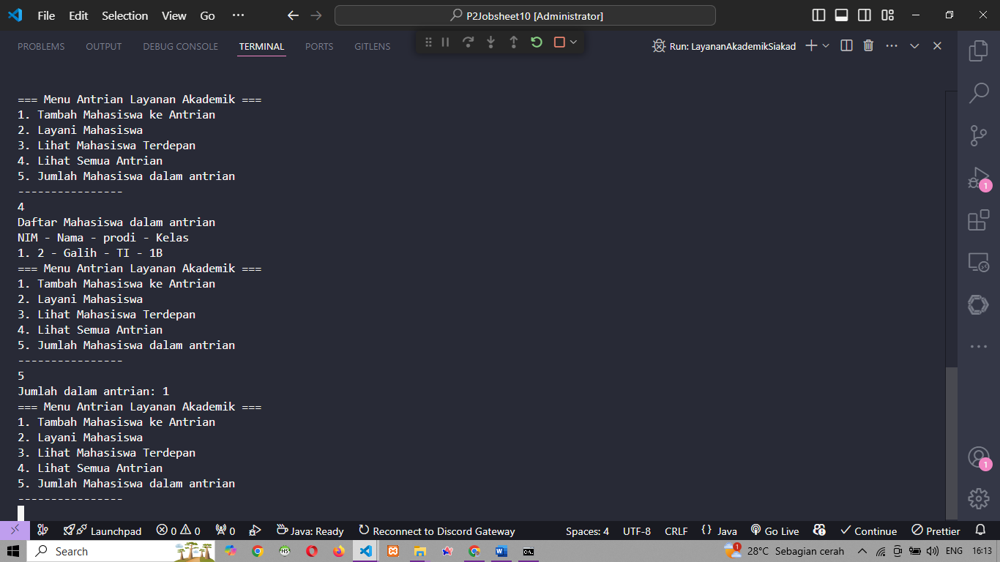 File Edit Selection View Go ··· P2Jobsheet10 [Administrator]
PROBLEMS OUTPUT DEBUG CONSOLE TERMINAL PORTS GITLENS Run: LayananAkademikSiakad
=== Menu Antrian Layanan Akademik ===
1. Tambah Mahasiswa ke Antrian
2. Layani Mahasiswa
3. Lihat Mahasiswa Terdepan
4. Lihat Semua Antrian
5. Jumlah Mahasiswa dalam antrian
----------------
4
Daftar Mahasiswa dalam antrian
NIM - Nama - prodi - Kelas
1. 2 - Galih - TI - 1B
=== Menu Antrian Layanan Akademik ===
1. Tambah Mahasiswa ke Antrian
2. Layani Mahasiswa
3. Lihat Mahasiswa Terdepan
4. Lihat Semua Antrian
5. Jumlah Mahasiswa dalam antrian
----------------
5
Jumlah dalam antrian: 1
=== Menu Antrian Layanan Akademik ===
1. Tambah Mahasiswa ke Antrian
2. Layani Mahasiswa
3. Lihat Mahasiswa Terdepan
4. Lihat Semua Antrian
5. Jumlah Mahasiswa dalam antrian
----------------
1
1
Launchpad 0 0 0 Java: Ready Reconnect to Discord Gateway Spaces: 4 UTF-8 CRLF {} Java Go Live Continue Prettier
Search HS 1 28°C Sebagian cerah ENG 16:13